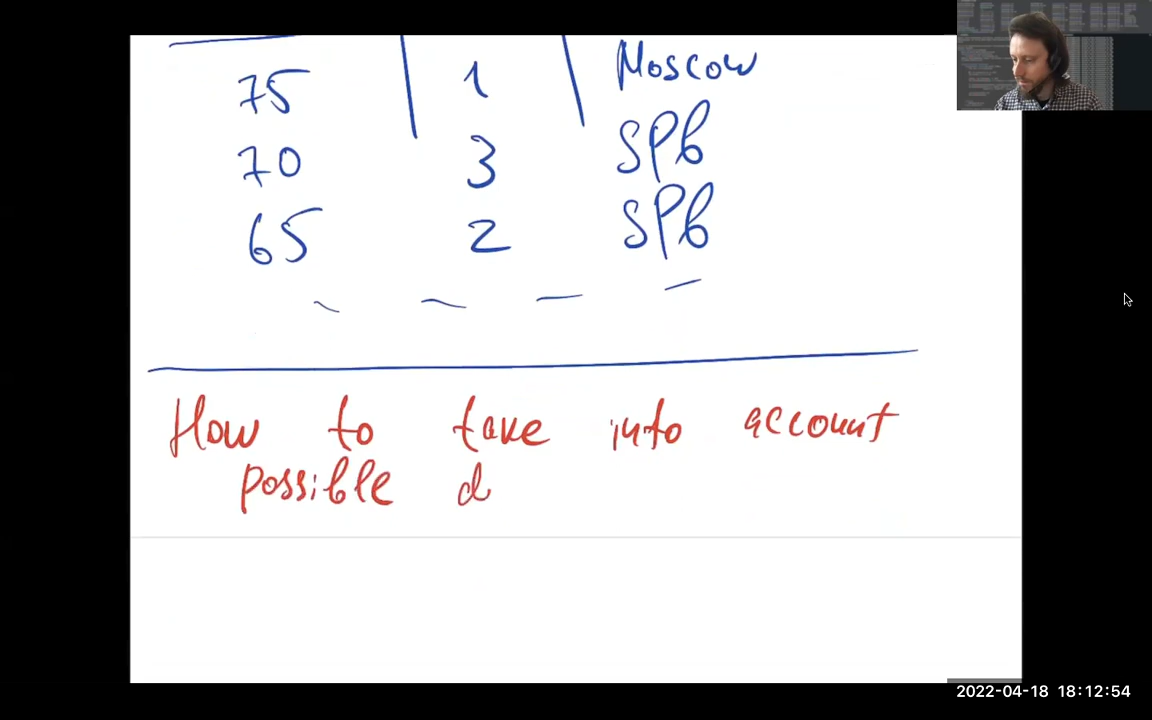 75 1 Moscow
70 3 SPb
65 2 SPb
How to take into account
possible d
2022-04-18 18:12:54